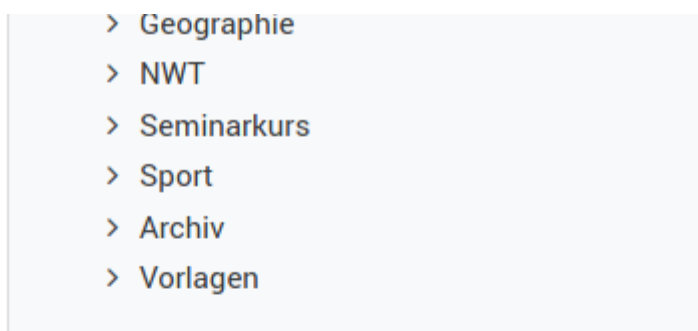 > Geographie
> NWT
> Seminarkurs
> Sport
> Archiv
> Vorlagen